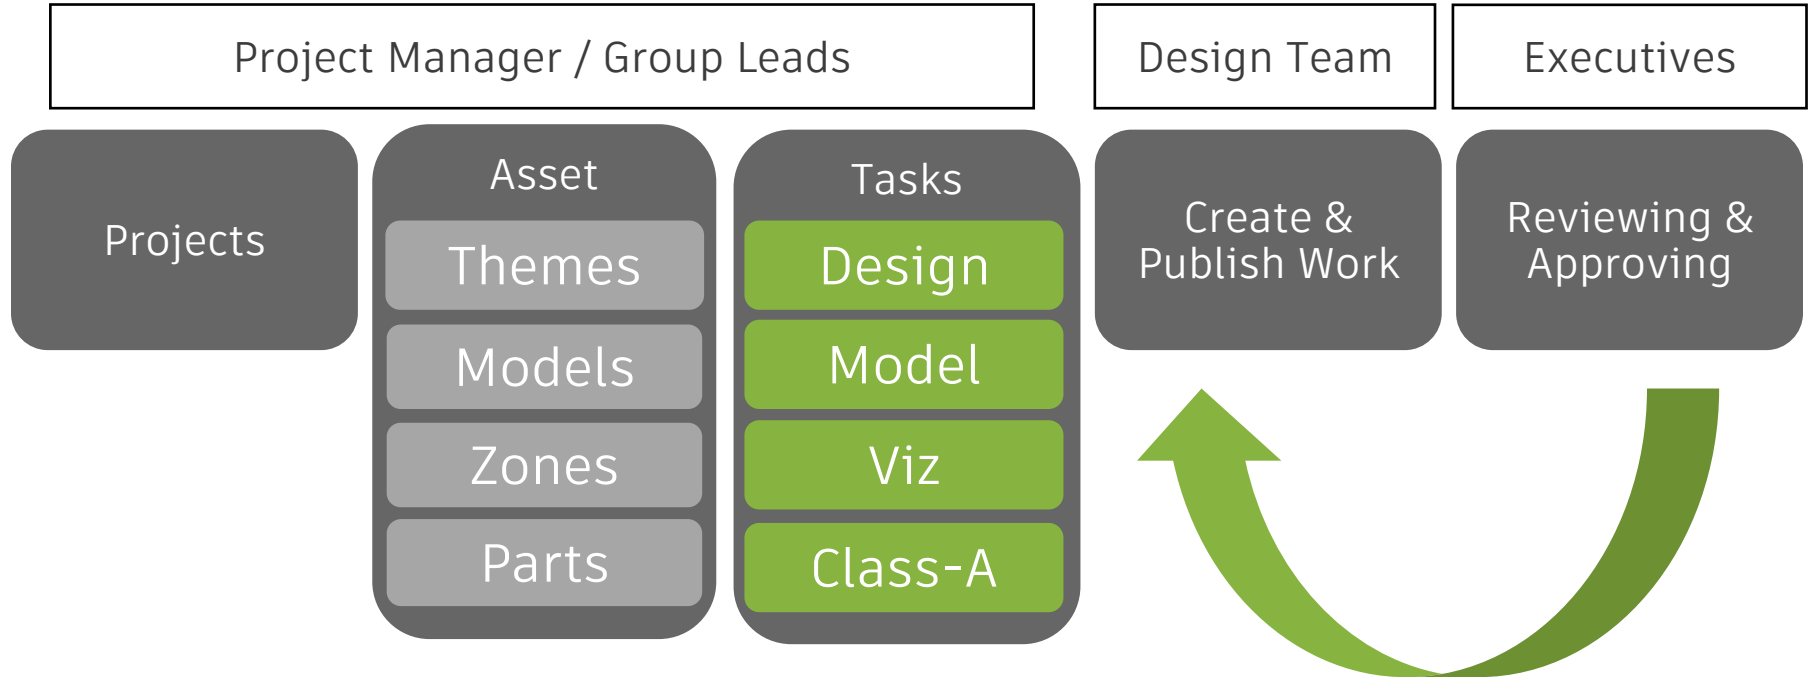 Project Manager / Group Leads
Design Team
Executives
Projects
Asset
Themes
Models
Zones
Parts
Tasks
Design
Model
Viz
Class-A
Create &
Publish Work
Reviewing &
Approving